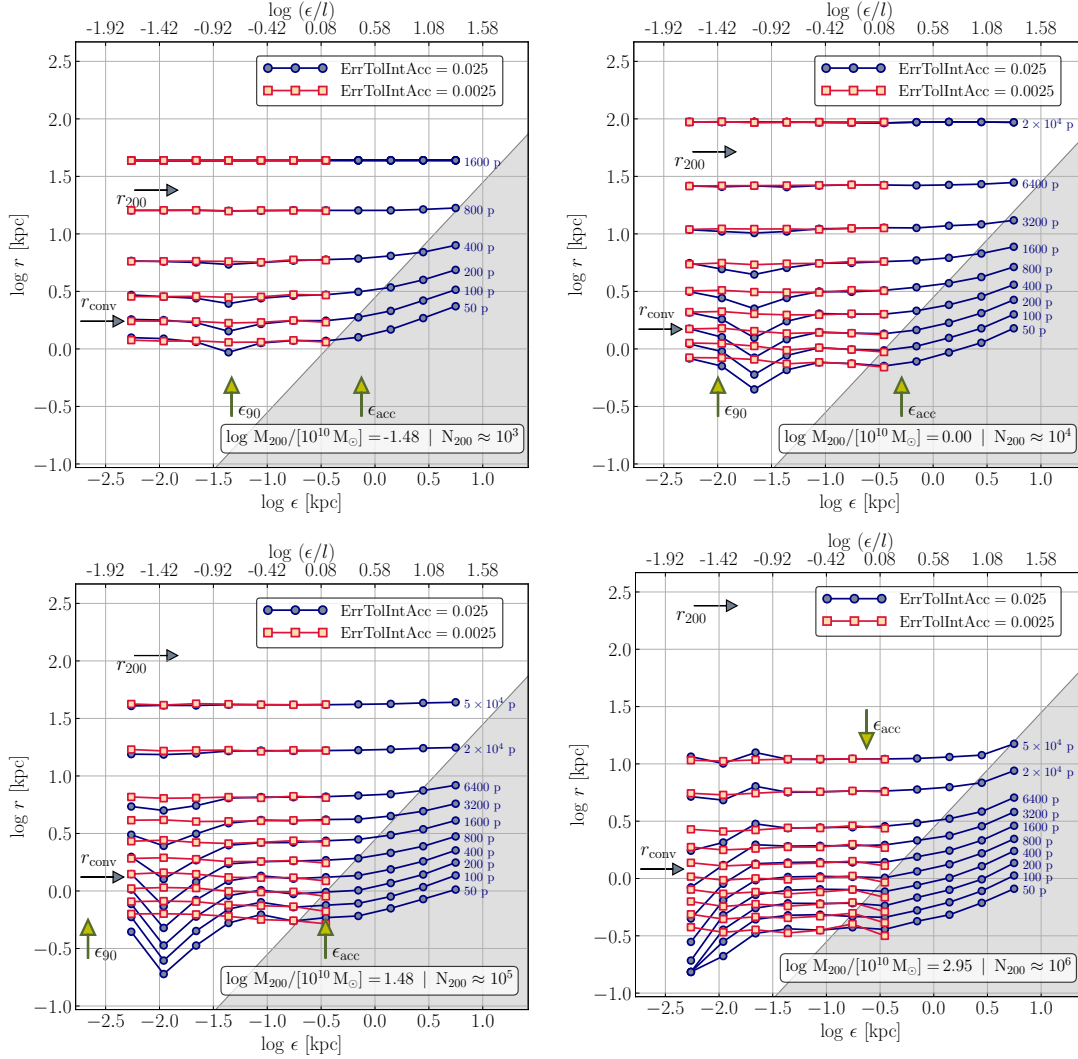 log (ϵ/l)
-1.92 -1.42 -0.92 -0.42 0.08 0.58 1.08 1.58
2.5
2.0
1.5
1.0
0.5
0.0
−0.5
−1.0
log r [kpc]
ErrTolIntAcc = 0.025
ErrTolIntAcc = 0.0025
1600 p
800 p
400 p
200 p
100 p
50 p
r200
rconv
ϵ90
ϵacc
log M200/[10^10 M⊙] = -1.48 | N200 ≈ 10^3
−2.5 −2.0 −1.5 −1.0 −0.5 0.0 0.5 1.0
log ϵ [kpc]
log (ϵ/l)
-1.92 -1.42 -0.92 -0.42 0.08 0.58 1.08 1.58
2.5
2.0
1.5
1.0
0.5
0.0
−0.5
−1.0
log r [kpc]
ErrTolIntAcc = 0.025
ErrTolIntAcc = 0.0025
2 × 10^4 p
6400 p
3200 p
1600 p
800 p
400 p
200 p
100 p
50 p
r200
rconv
ϵ90
ϵacc
log M200/[10^10 M⊙] = 0.00 | N200 ≈ 10^4
−2.5 −2.0 −1.5 −1.0 −0.5 0.0 0.5 1.0
log ϵ [kpc]
log (ϵ/l)
-1.92 -1.42 -0.92 -0.42 0.08 0.58 1.08 1.58
2.5
2.0
1.5
1.0
0.5
0.0
−0.5
−1.0
log r [kpc]
ErrTolIntAcc = 0.025
ErrTolIntAcc = 0.0025
r200
5 × 10^4 p
2 × 10^4 p
6400 p
3200 p
1600 p
800 p
400 p
200 p
100 p
50 p
rconv
ϵ90
ϵacc
log M200/[10^10 M⊙] = 1.48 | N200 ≈ 10^5
−2.5 −2.0 −1.5 −1.0 −0.5 0.0 0.5 1.0
log ϵ [kpc]
log (ϵ/l)
-1.92 -1.42 -0.92 -0.42 0.08 0.58 1.08 1.58
2.5
2.0
1.5
1.0
0.5
0.0
−0.5
−1.0
log r [kpc]
ErrTolIntAcc = 0.025
ErrTolIntAcc = 0.0025
r200
ϵacc
5 × 10^4 p
2 × 10^4 p
6400 p
3200 p
1600 p
800 p
400 p
200 p
100 p
50 p
rconv
log M200/[10^10 M⊙] = 2.95 | N200 ≈ 10^6
−2.5 −2.0 −1.5 −1.0 −0.5 0.0 0.5 1.0
log ϵ [kpc]